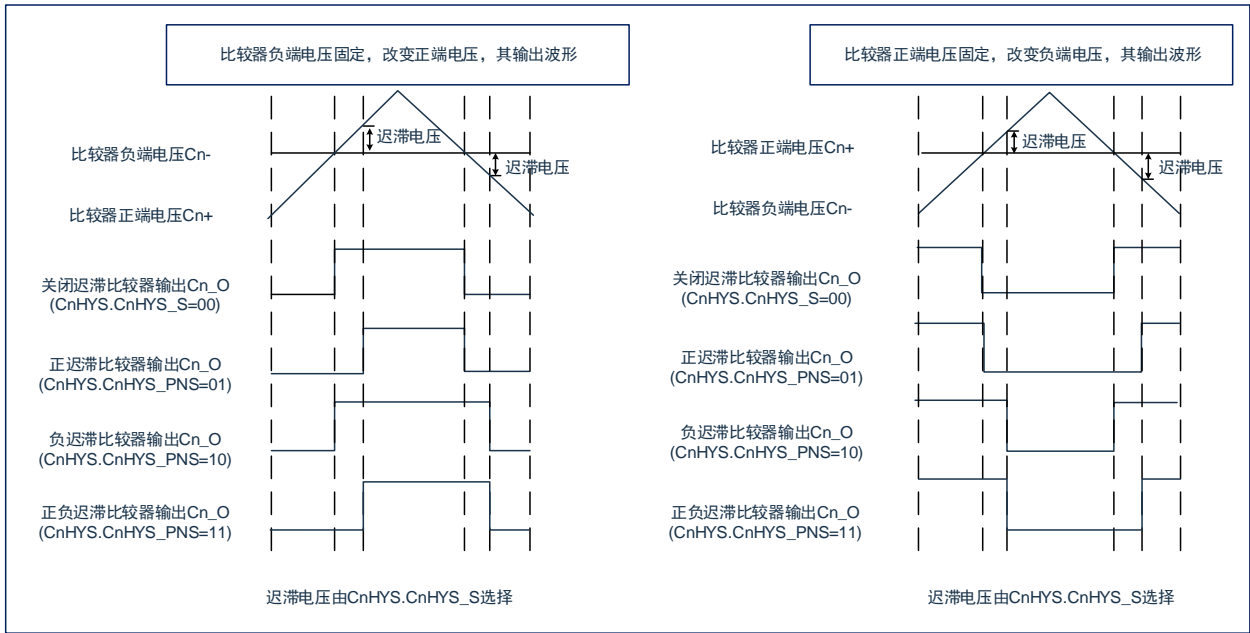 比较器负端电压固定，改变正端电压，其输出波形
迟滞电压
比较器负端电压Cn-
迟滞电压
比较器正端电压Cn+
关闭迟滞比较器输出Cn_O
(CnHYS.CnHYS_S=00)
正迟滞比较器输出Cn_O
(CnHYS.CnHYS_PNS=01)
负迟滞比较器输出Cn_O
(CnHYS.CnHYS_PNS=10)
正负迟滞比较器输出Cn_O
(CnHYS.CnHYS_PNS=11)
迟滞电压由CnHYS.CnHYS_S选择
比较器正端电压固定，改变负端电压，其输出波形
迟滞电压
比较器正端电压Cn+
迟滞电压
比较器负端电压Cn-
关闭迟滞比较器输出Cn_O
(CnHYS.CnHYS_S=00)
正迟滞比较器输出Cn_O
(CnHYS.CnHYS_PNS=01)
负迟滞比较器输出Cn_O
(CnHYS.CnHYS_PNS=10)
正负迟滞比较器输出Cn_O
(CnHYS.CnHYS_PNS=11)
迟滞电压由CnHYS.CnHYS_S选择